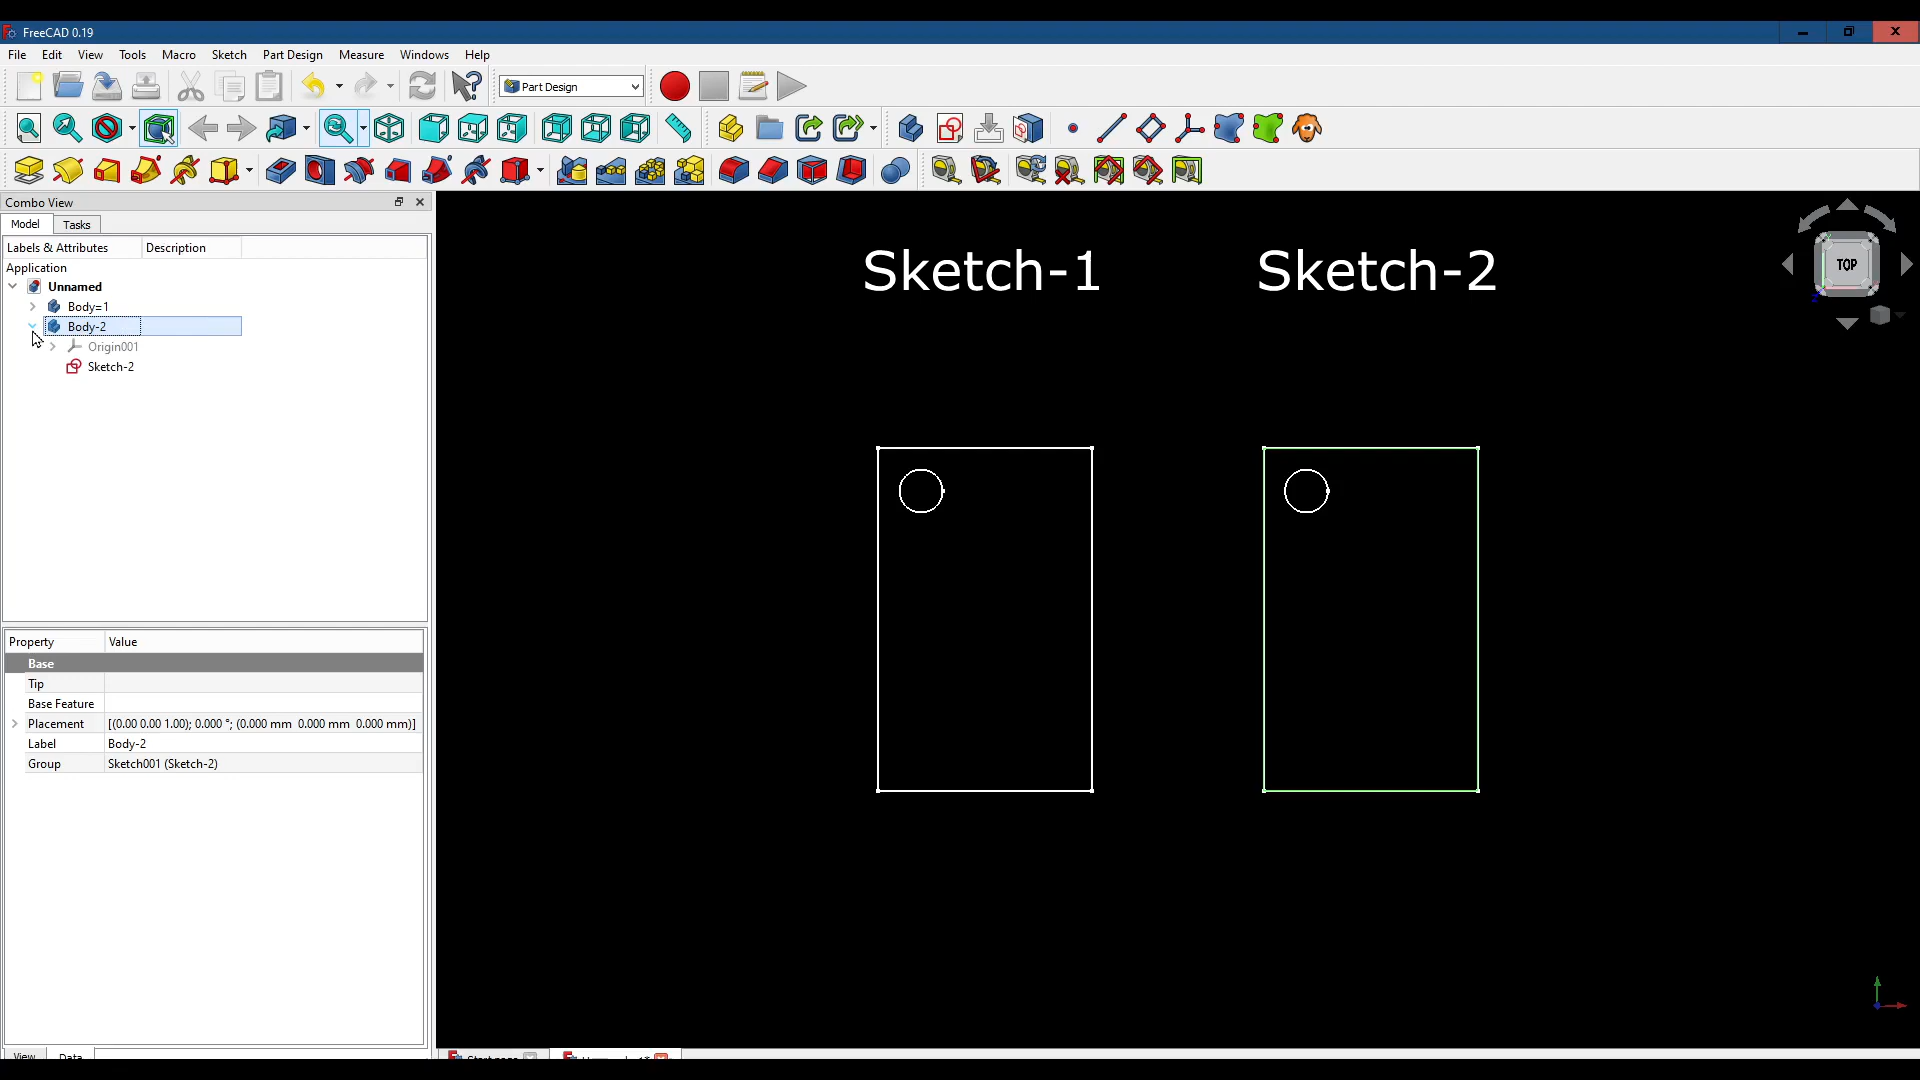 FreeCAD 0.19
File Edit View Tools Macro Sketch Part Design Measure Windows Help
Part Design
Combo View
Model Tasks
Labels & Attributes Description
Application
Unnamed
Body=1
Body-2
Origin001
Sketch-2
Sketch-1 Sketch-2
TOP
Property Value
Base
Tip
Base Feature
Placement [(0.00 0.00 1.00); 0.000 °; (0.000 mm 0.000 mm 0.000 mm)]
Label Body-2
Group Sketch001 (Sketch-2)
View Data
Start page